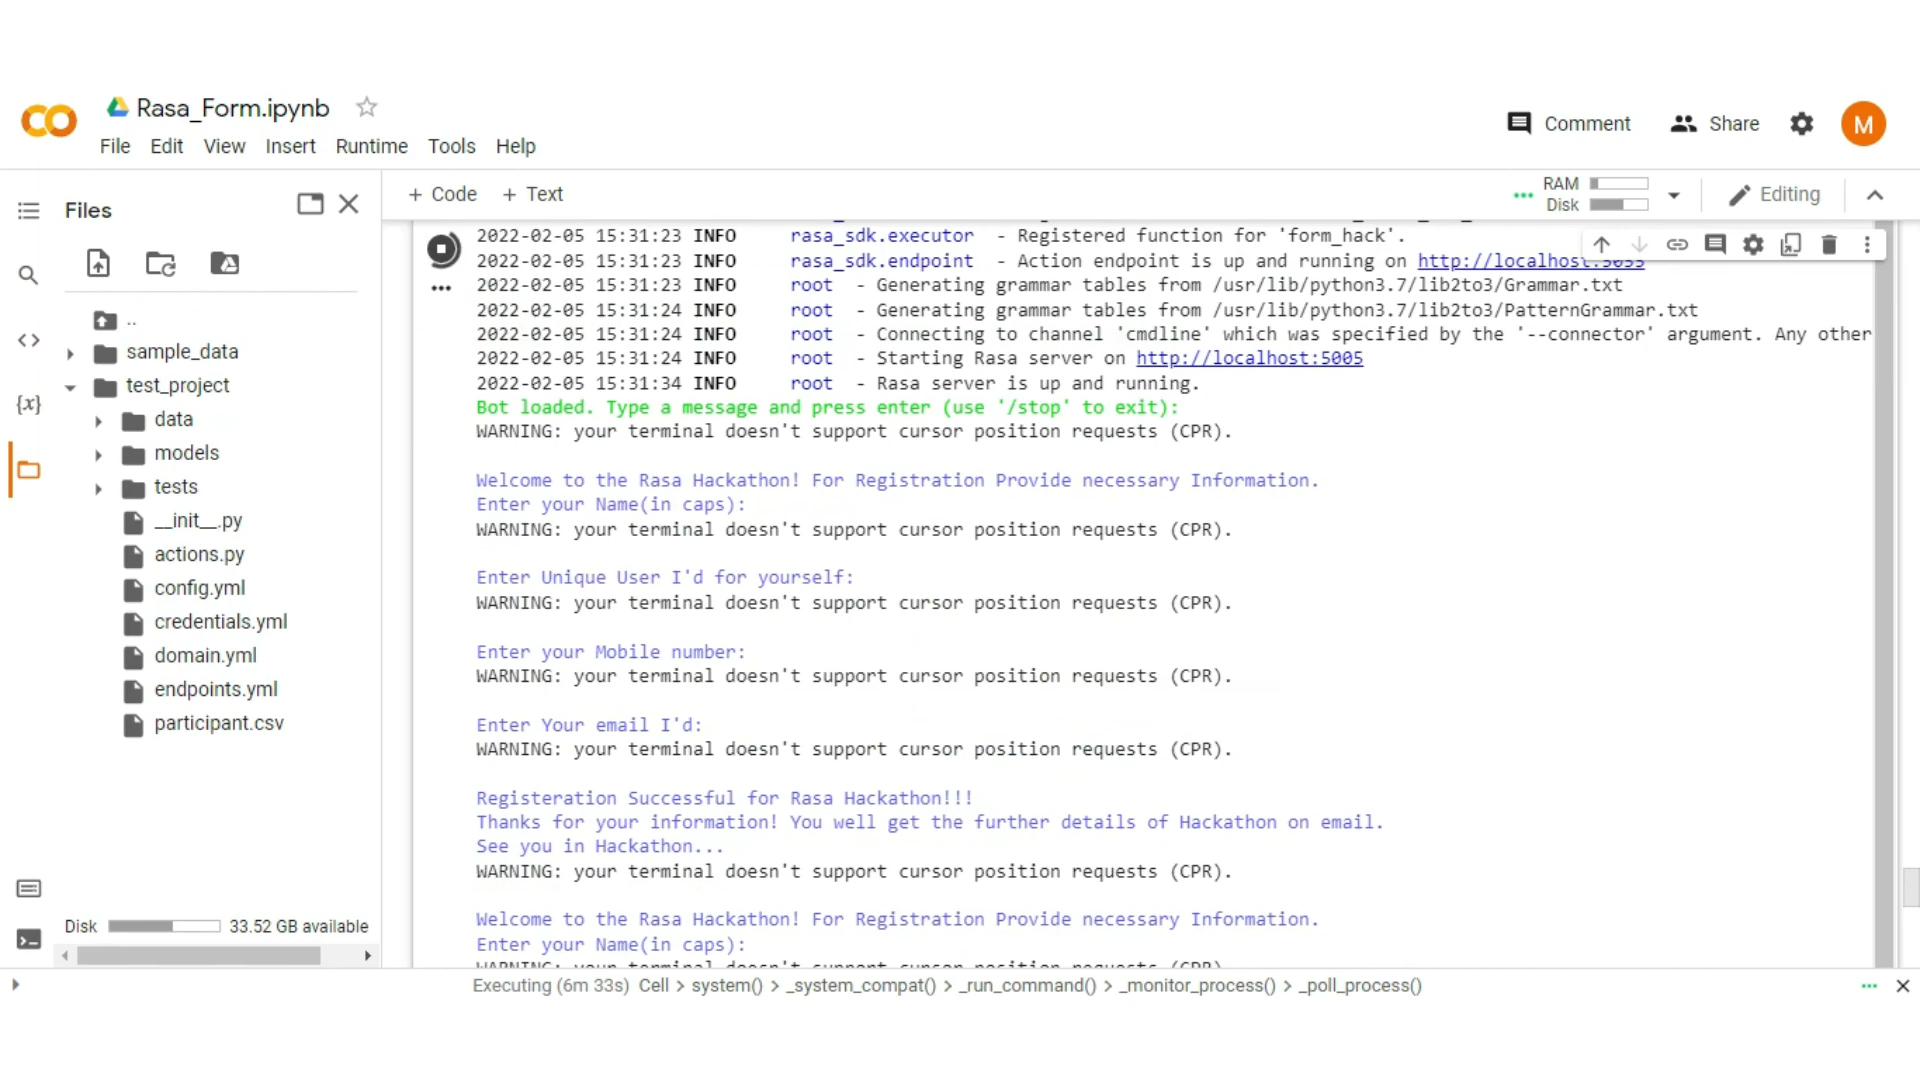 Rasa_Form.ipynb
File Edit View Insert Runtime Tools Help
Comment
Share
M
Files
+ Code + Text
RAM
Disk
Editing
..
sample_data
test_project
data
models
tests
__init__.py
actions.py
config.yml
credentials.yml
domain.yml
endpoints.yml
participant.csv
Disk 33.52 GB available
2022-02-05 15:31:23 INFO rasa_sdk.executor - Registered function for 'form_hack'.
2022-02-05 15:31:23 INFO rasa_sdk.endpoint - Action endpoint is up and running on http://localhost:5055
2022-02-05 15:31:23 INFO root - Generating grammar tables from /usr/lib/python3.7/lib2to3/Grammar.txt
2022-02-05 15:31:24 INFO root - Generating grammar tables from /usr/lib/python3.7/lib2to3/PatternGrammar.txt
2022-02-05 15:31:24 INFO root - Connecting to channel 'cmdline' which was specified by the '--connector' argument. Any other
2022-02-05 15:31:24 INFO root - Starting Rasa server on http://localhost:5005
2022-02-05 15:31:34 INFO root - Rasa server is up and running.
Bot loaded. Type a message and press enter (use '/stop' to exit):
WARNING: your terminal doesn't support cursor position requests (CPR).
Welcome to the Rasa Hackathon! For Registration Provide necessary Information.
Enter your Name(in caps):
WARNING: your terminal doesn't support cursor position requests (CPR).
Enter Unique User I'd for yourself:
WARNING: your terminal doesn't support cursor position requests (CPR).
Enter your Mobile number:
WARNING: your terminal doesn't support cursor position requests (CPR).
Enter Your email I'd:
WARNING: your terminal doesn't support cursor position requests (CPR).
Registeration Successful for Rasa Hackathon!!!
Thanks for your information! You well get the further details of Hackathon on email.
See you in Hackathon...
WARNING: your terminal doesn't support cursor position requests (CPR).
Welcome to the Rasa Hackathon! For Registration Provide necessary Information.
Enter your Name(in caps):
WARNING: your terminal doesn't support cursor position requests (CPR).
Executing (6m 33s) Cell > system() > _system_compat() > _run_command() > _monitor_process() > _poll_process()